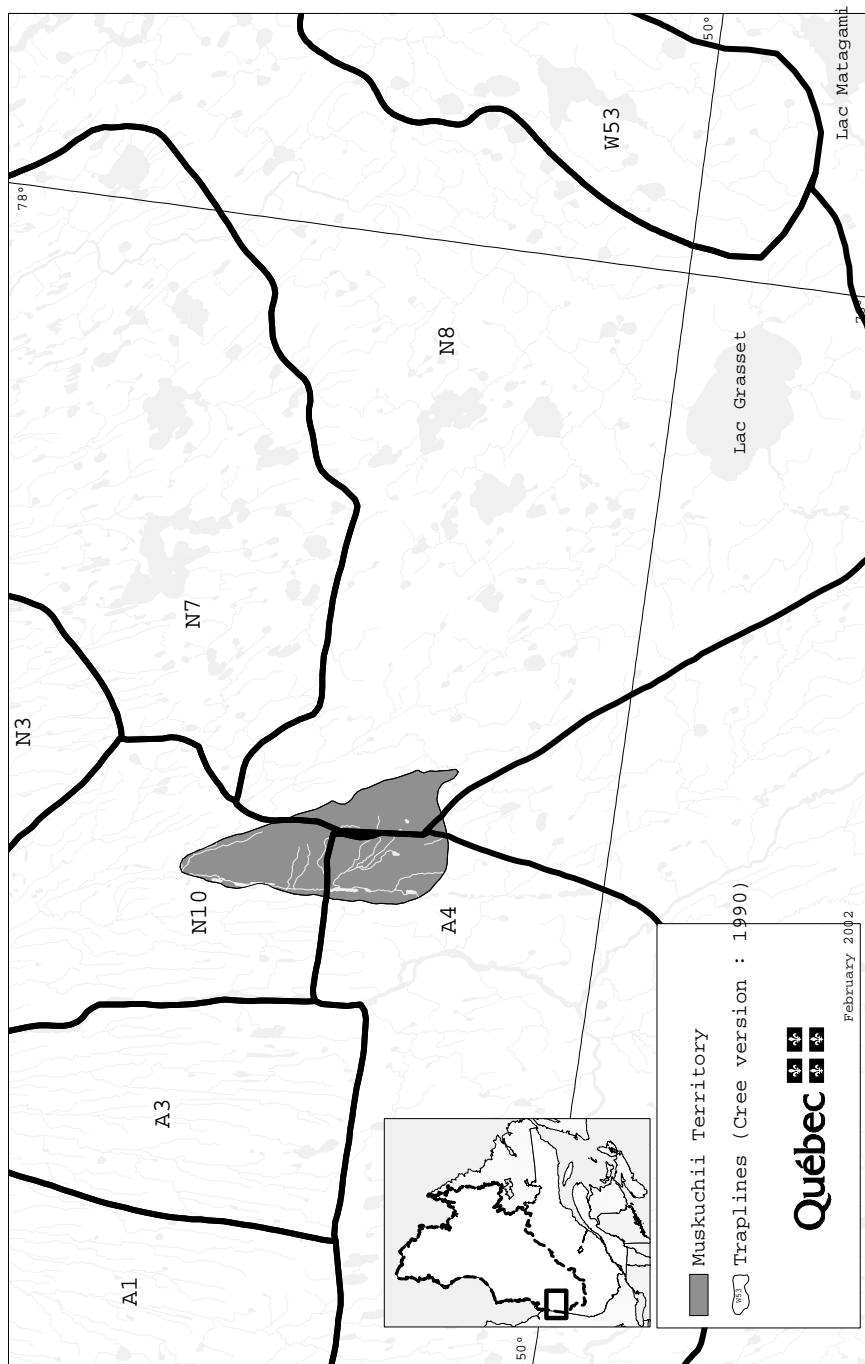 78°
50°
Lac Matagami
W53
N8
Lac Grasset
N7
N3
N10
A4
A3
A1
50°
Muskuchii Territory
W53
Traplines (Cree version : 1990)
Québec
February 2002